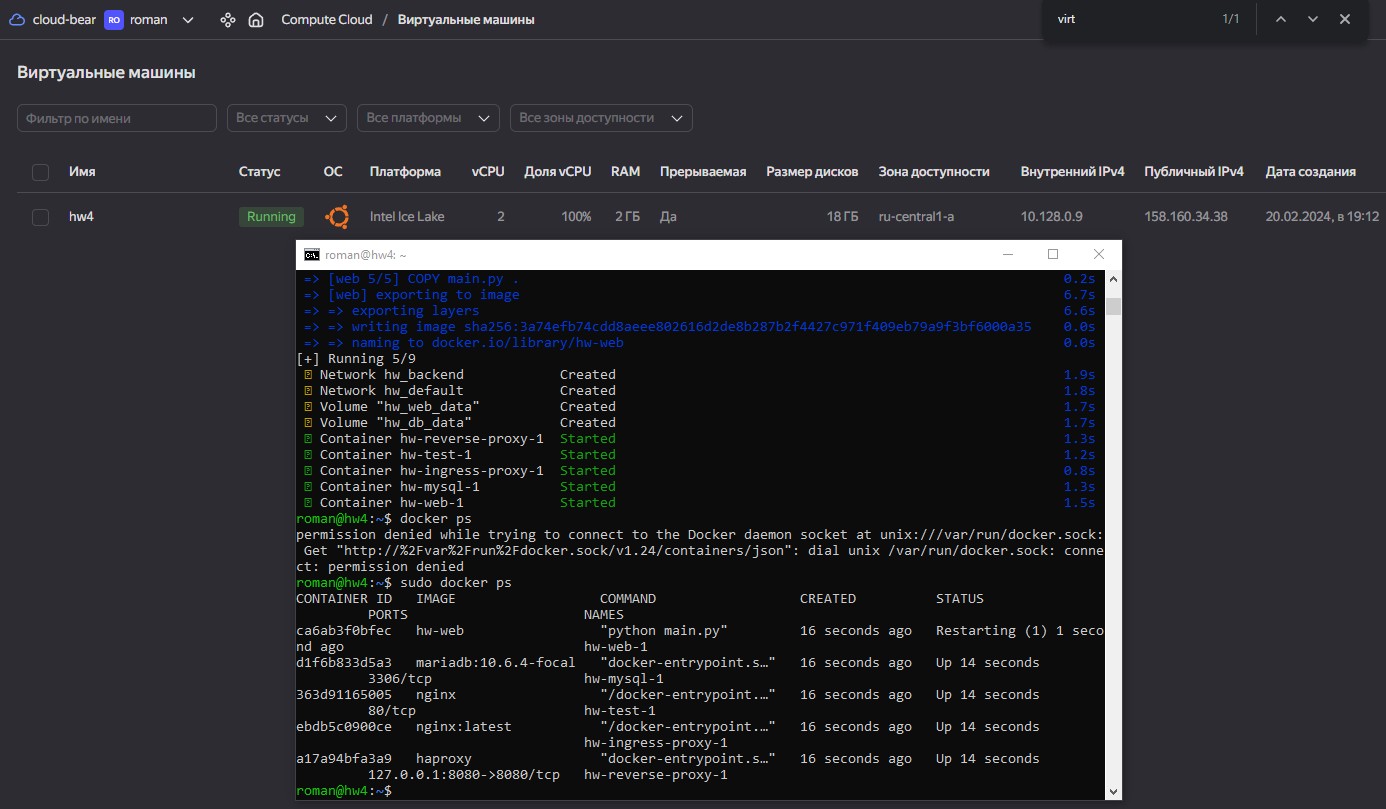 cloud-bear RO roman Compute Cloud / Виртуальные машины
virt 1/1
Виртуальные машины
Фильтр по имени Все статусы Все платформы Все зоны доступности
Имя Статус ОС Платформа vCPU Доля vCPU RAM Прерываемая Размер дисков Зона доступности Внутренний IPv4 Публичный IPv4 Дата создания
hw4 Running Intel Ice Lake 2 100% 2 ГБ Да 18 ГБ ru-central1-a 10.128.0.9 158.160.34.38 20.02.2024, в 19:12
C:\. roman@hw4: ~
=> [web 5/5] COPY main.py . 0.2s
=> [web] exporting to image 6.7s
=> => exporting layers 6.6s
=> => writing image sha256:3a74efb74cdd8aeee802616d2de8b287b2f4427c971f409eb79a9f3bf6000a35 0.0s
=> => naming to docker.io/library/hw-web 0.0s
[+] Running 5/9
Network hw_backend Created 1.9s
Network hw_default Created 1.8s
Volume "hw_web_data" Created 1.7s
Volume "hw_db_data" Created 1.7s
Container hw-reverse-proxy-1 Started 1.3s
Container hw-test-1 Started 1.2s
Container hw-ingress-proxy-1 Started 0.8s
Container hw-mysql-1 Started 1.3s
Container hw-web-1 Started 1.5s
roman@hw4:~$ docker ps
permission denied while trying to connect to the Docker daemon socket at unix:///var/run/docker.sock:
Get "http://%2Fvar%2Frun%2Fdocker.sock/v1.24/containers/json": dial unix /var/run/docker.sock: conne
ct: permission denied
roman@hw4:~$ sudo docker ps
CONTAINER ID IMAGE COMMAND CREATED STATUS
PORTS NAMES
ca6ab3f0bfec hw-web "python main.py" 16 seconds ago Restarting (1) 1 seco
nd ago hw-web-1
d1f6b833d5a3 mariadb:10.6.4-focal "docker-entrypoint.s…" 16 seconds ago Up 14 seconds
3306/tcp hw-mysql-1
363d91165005 nginx "/docker-entrypoint.…" 16 seconds ago Up 14 seconds
80/tcp hw-test-1
ebdb5c0900ce nginx:latest "/docker-entrypoint.…" 16 seconds ago Up 14 seconds
hw-ingress-proxy-1
a17a94bfa3a9 haproxy "docker-entrypoint.s…" 16 seconds ago Up 14 seconds
127.0.0.1:8080->8080/tcp hw-reverse-proxy-1
roman@hw4:~$